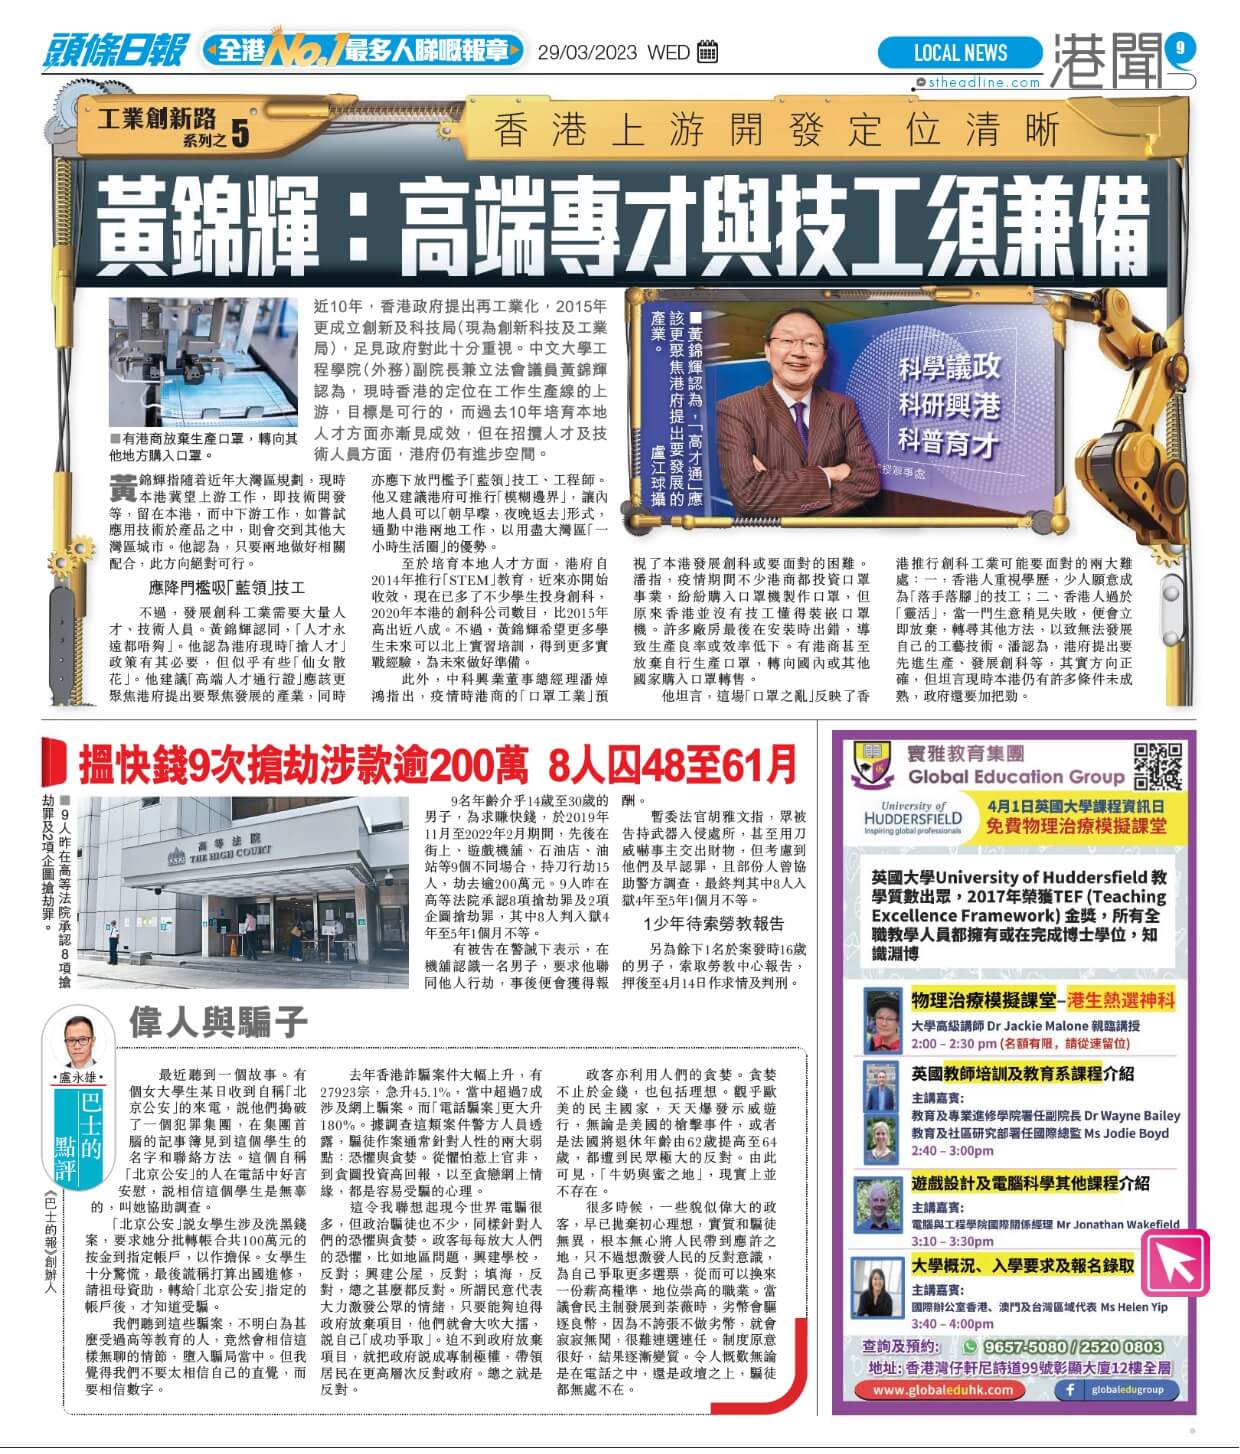 頭條日報
全港No.1最多人睇嘅報章
29/03/2023 WED
LOCAL NEWS
港聞
9
stheadline.com
工業創新路
系列之5
香港上游開發定位清晰
黃錦輝：高端專才與技工須兼備
■有港商放棄生產口罩，轉向其
他地方購入口罩。
近10年，香港政府提出再工業化，2015年
更成立創新及科技局(現為創新科技及工業
局)，足見政府對此十分重視。中文大學工
程學院(外務)副院長兼立法會議員黃錦輝
認為，現時香港的定位在工作生產線的上
游，目標是可行的，而過去10年培育本地
人才方面亦漸見成效，但在招攬人才及技
術人員方面，港府仍有進步空間。
■黃錦輝認為，「高才通」應
該更聚焦港府提出要發展的
產業。
盧江球攝
科學議政
科研興港
科普育才
黃錦輝指隨着近年大灣區規劃，現時
本港冀望上游工作，即技術開發
等，留在本港，而中下游工作，如嘗試
應用技術於產品之中，則會交到其他大
灣區城市。他認為，只要兩地做好相關
配合，此方向絕對可行。
應降門檻吸「藍領」技工
不過，發展創科工業需要大量人
才、技術人員。黃錦輝認同，「人才永
遠都唔夠」。他認為港府現時「搶人才」
政策有其必要，但似乎有些「仙女散
花」。他建議「高端人才通行證」應該更
聚焦港府提出要聚焦發展的產業，同時
亦應下放門檻予「藍領」技工、工程師。
他又建議港府可推行「模糊邊界」，讓內
地人員可以「朝早嚟，夜晚返去」形式，
通勤中港兩地工作，以用盡大灣區「一
小時生活圈」的優勢。
至於培育本地人才方面，港府自
2014年推行「STEM」教育，近來亦開始
收效，現在已多了不少學生投身創科，
2020年本港的創科公司數目，比2015年
高出近八成。不過，黃錦輝希望更多學
生未來可以北上實習培訓，得到更多實
戰經驗，為未來做好準備。
此外，中科興業董事總經理潘焯
鴻指出，疫情時港商的「口罩工業」預
視了本港發展創科或要面對的困難。
潘指，疫情期間不少港商都投資口罩
事業，紛紛購入口罩機製作口罩，但
原來香港並沒有技工懂得裝嵌口罩
機。許多廠房最後在安裝時出錯，導
致生產良率或效率低下。有港商甚至
放棄自行生產口罩，轉向國內或其他
國家購入口罩轉售。
他坦言，這場「口罩之亂」反映了香
港推行創科工業可能要面對的兩大難
處：一，香港人重視學歷，少人願意成
為「落手落腳」的技工；二、香港人過於
「靈活」，當一門生意稍見失敗，便會立
即放棄，轉尋其他方法，以致無法發展
自己的工藝技術。潘認為，港府提出要
先進生產、發展創科等，其實方向正
確，但坦言現時本港仍有許多條件未成
熟，政府還要加把勁。
搵快錢9次搶劫涉款逾200萬 8人囚48至61月
■9人昨在高等法院承認8項搶
劫罪及2項企圖搶劫罪。
高等法院
THE HIGH COURT
9名年齡介乎14歲至30歲的
男子，為求賺快錢，於2019年
11月至2022年2月期間，先後在
街上、遊戲機舖、石油店、油
站等9個不同場合，持刀行劫15
人，劫去逾200萬元。9人昨在
高等法院承認8項搶劫罪及2項
企圖搶劫罪，其中8人判入獄4
年至5年1個月不等。
有被告在警誡下表示，在
機舖認識一名男子，要求他聯
同他人行劫，事後便會獲得報
酬。
暫委法官胡雅文指，眾被
告持武器入侵處所，甚至用刀
威嚇事主交出財物，但考慮到
他們及早認罪，且部份人曾協
助警方調查，最終判其中8人入
獄4年至5年1個月不等。
1少年待索勞教報告
另為餘下1名於案發時16歲
的男子，索取勞教中心報告，
押後至4月14日作求情及判刑。
偉人與騙子
•盧永雄•
巴士的點評
《巴士的報》創辦人
最近聽到一個故事。有
個女大學生某日收到自稱「北
京公安」的來電，說他們搗破
了一個犯罪集團，在集團首
腦的記事簿見到這個學生的
名字和聯絡方法。這個自稱
「北京公安」的人在電話中好言
安慰，說相信這個學生是無辜
的，叫她協助調查。
「北京公安」說女學生涉及洗黑錢
案，要求她分批轉帳合共100萬元的
按金到指定帳戶，以作擔保。女學生
十分驚慌，最後謊稱打算出國進修，
請祖母資助，轉給「北京公安」指定的
帳戶後，才知道受騙。
我們聽到這些騙案，不明白為甚
麼受過高等教育的人，竟然會相信這
樣無聊的情節，墮入騙局當中。但我
覺得我們不要太相信自己的直覺，而
要相信數字。
去年香港詐騙案件大幅上升，有
27923宗，急升45.1%，當中超過7成
涉及網上騙案。而「電話騙案」更大升
180%。據調查這類案件警方人員透
露，騙徒作案通常針對人性的兩大弱
點：恐懼與貪婪。從懼怕惹上官非，
到貪圖投資高回報，以至貪戀網上情
緣，都是容易受騙的心理。
這令我聯想起現今世界電騙很
多，但政治騙徒也不少，同樣針對人
們的恐懼與貪婪。政客每每放大人們
的恐懼，比如地區問題，興建學校，
反對；興建公屋，反對；填海，反
對，總之甚麼都反對。所謂民意代表
大力激發公眾的情緒，只要能夠迫得
政府放棄項目，他們就會大吹大擂，
說自己「成功爭取」。迫不到政府放棄
項目，就把政府說成專制極權，帶領
居民在更高層次反對政府。總之就是
反對。
政客亦利用人們的貪婪。貪婪
不止於金錢，也包括理想。觀乎歐
美的民主國家，天天爆發示威遊
行，無論是美國的槍擊事件，或者
是法國將退休年齡由62歲提高至64
歲，都遭到民眾極大的反對。由此
可見，「牛奶與蜜之地」，現實上並
不存在。
很多時候，一些貌似偉大的政
客，早已拋棄初心理想，實質和騙徒
無異，根本無心將人民帶到應許之
地，只不過想激發人民的反對意識，
為自己爭取更多選票，從而可以換來
一份薪高糧準、地位崇高的職業。當
議會民主制發展到荼薇時，劣幣會驅
逐良幣，因為不誇張不做劣幣，就會
寂寂無聞，很難連選連任。制度原意
很好，結果逐漸變質。令人慨歎無論
是在電話之中，還是政壇之上，騙徒
都無處不在。
寰雅教育集團
Global Education Group
University of
HUDDERSFIELD
Inspiring global professionals
4月1日英國大學課程資訊日
免費物理治療模擬課堂
英國大學University of Huddersfield 教
學質數出眾，2017年榮獲TEF (Teaching
Excellence Framework) 金獎，所有全
職教學人員都擁有或在完成博士學位，知
識淵博
物理治療模擬課堂–港生熱選神科
大學高級講師 Dr Jackie Malone 親臨講授
2:00 – 2:30 pm (名額有限，請從速留位)
英國教師培訓及教育系課程介紹
主講嘉賓:
教育及專業進修學院署任副院長 Dr Wayne Bailey
教育及社區研究部署任國際總監 Ms Jodie Boyd
2:40 – 3:00pm
遊戲設計及電腦科學其他課程介紹
主講嘉賓:
電腦與工程學院國際關係經理 Mr Jonathan Wakefield
3:10 – 3:30pm
大學概況、入學要求及報名錄取
主講嘉賓:
國際辦公室香港、澳門及台灣區域代表 Ms Helen Yip
3:40 – 4:00pm
查詢及預約: 9657-5080 / 2520 0803
地址: 香港灣仔軒尼詩道99號彰顯大廈12樓全層
www.globaleduhk.com
globaledugroup